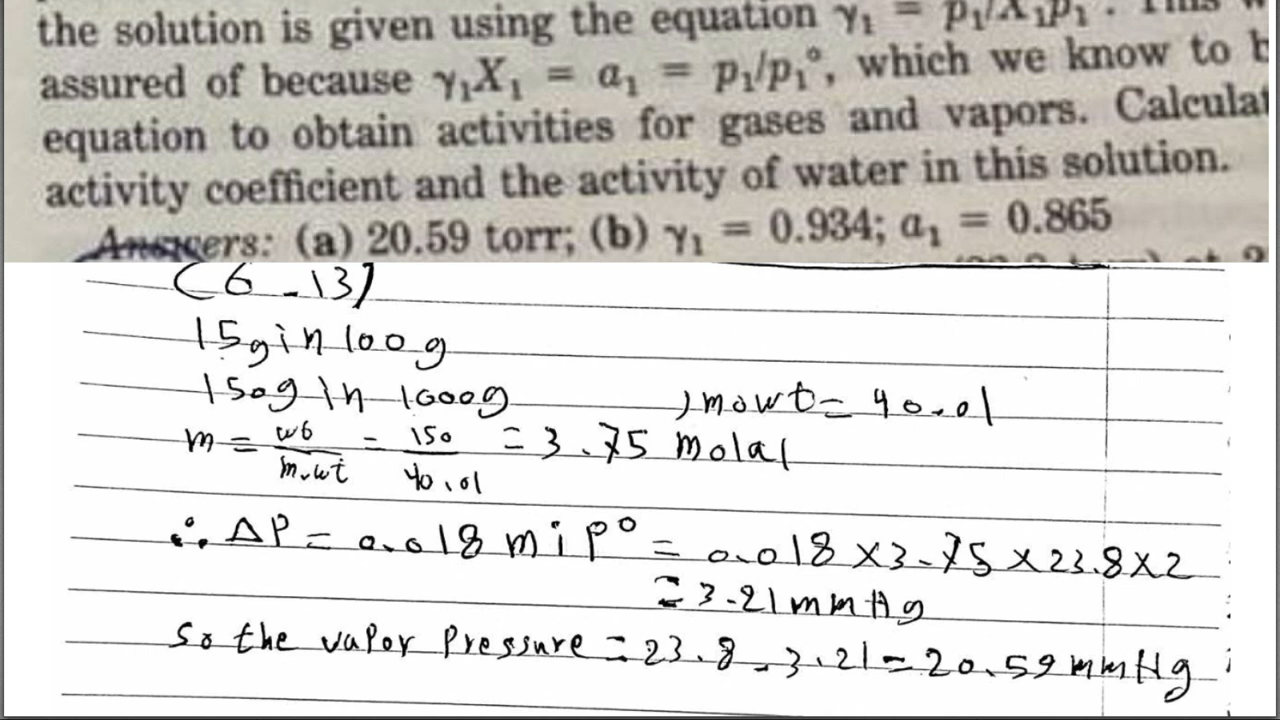 the solution is given using the equation γ₁ = p₁/X₁p₁°.
assured of because γ₁X₁ = a₁ = p₁/p₁°, which we know to
equation to obtain activities for gases and vapors. Calculat
activity coefficient and the activity of water in this solution.
Answers: (a) 20.59 torr; (b) γ₁ = 0.934; a₁ = 0.865
(6-13)
15g in 100g
150g in 1000g , mowt = 40.01
m = wb / m.wt = 150 / 40.01 = 3.75 molal
∴ ΔP = 0.018 m i P° = 0.018 x 3.75 x 23.8 x 2
= 3.21 mmHg
So the vapor Pressure = 23.8 - 3.21 = 20.59 mmHg